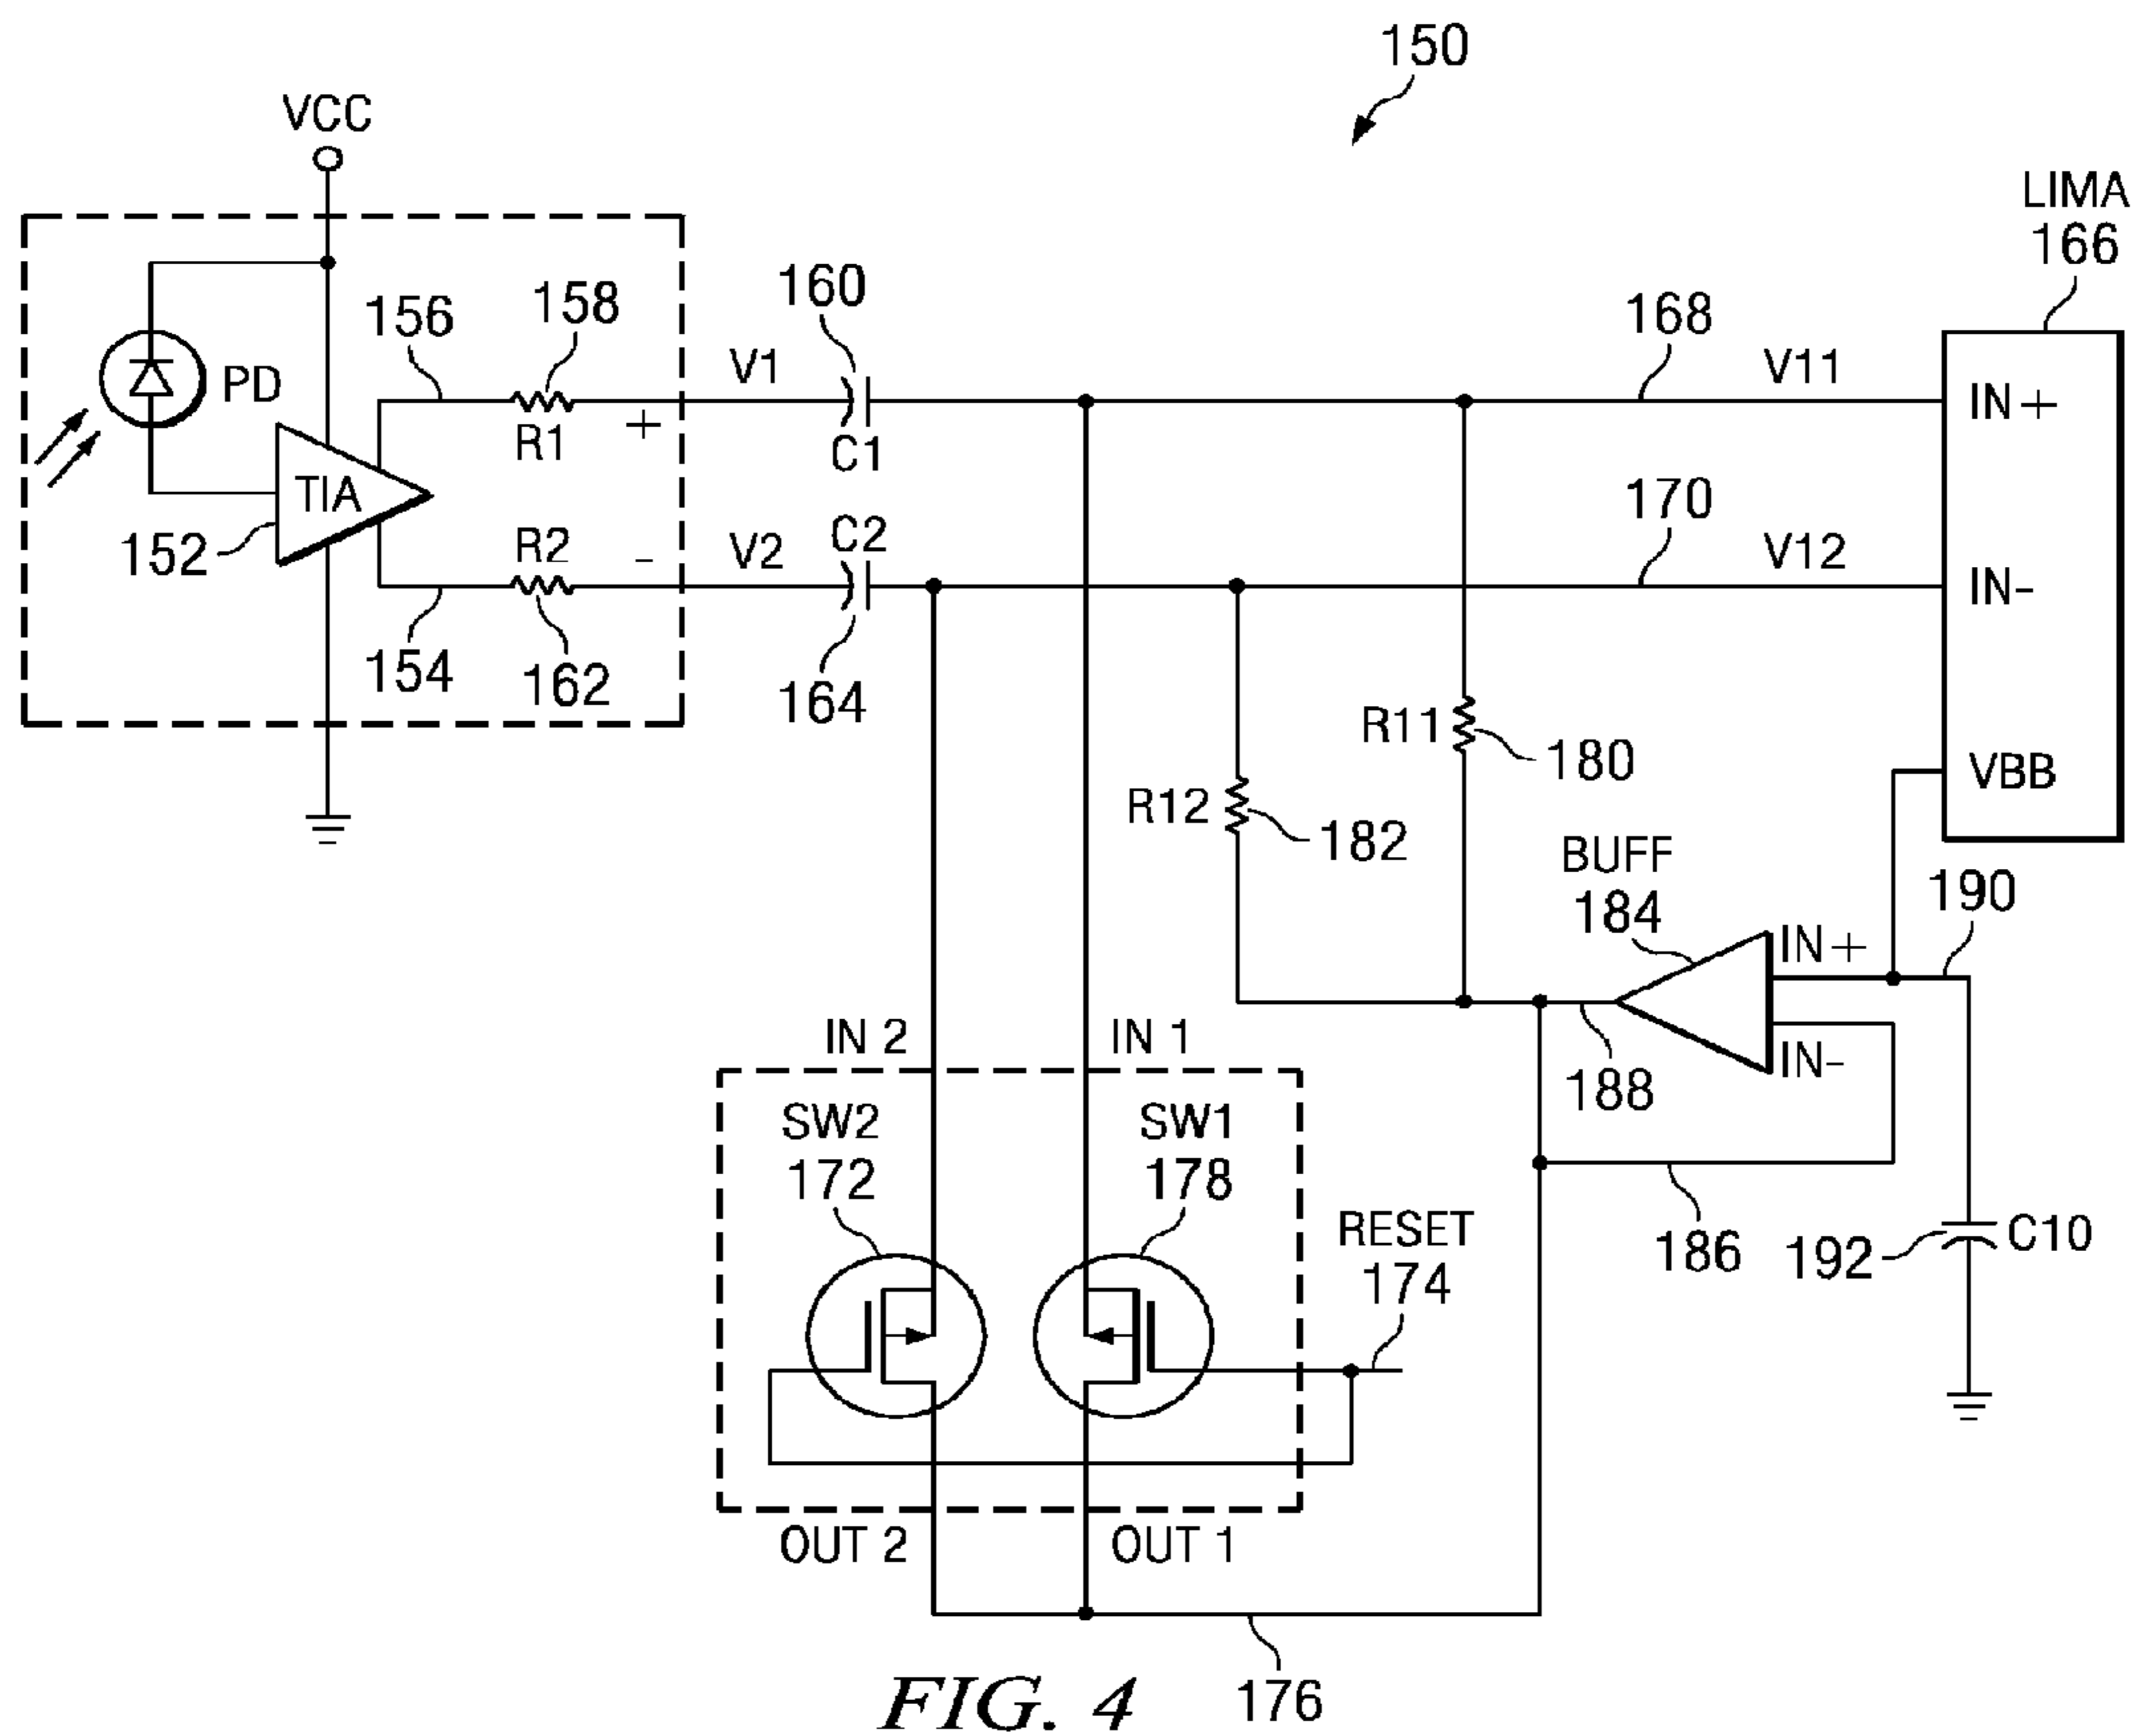 150
VCC
LIMA
166
160
158
156
168
V1
V11
PD
+
IN+
R1
C1
TIA
170
C2
R2
-
V2
V12
152
IN-
154
162
164
R11
180
VBB
R12
182
BUFF
184
190
IN+
IN 2
IN 1
IN-
188
SW2
172
SW1
178
RESET
174
186
192
C10
OUT 2
OUT 1
176
FIG. 4